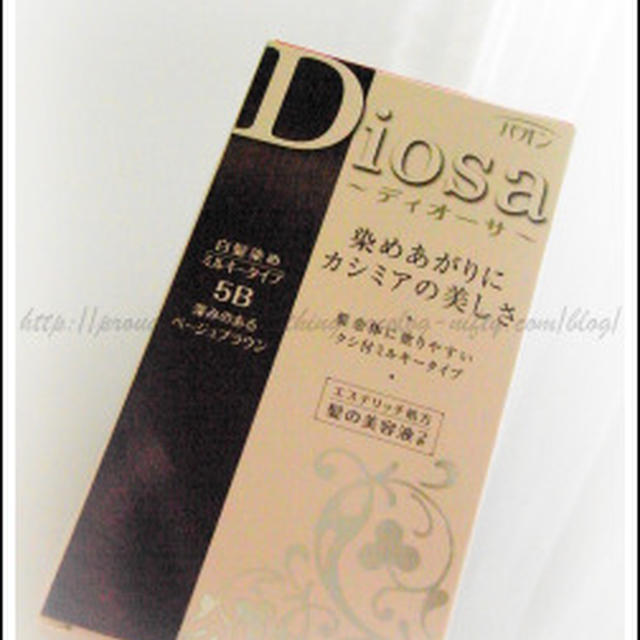 パオン
Diosa
~ディオーサ~
染めあがりに
カシミアの美しさ
髪全体に塗りやすい
クシ付ミルキータイプ
エステリッチ処方
髪の美容液
白髪染め
ミルキータイプ
5B
深みのある
ベージュブラウン